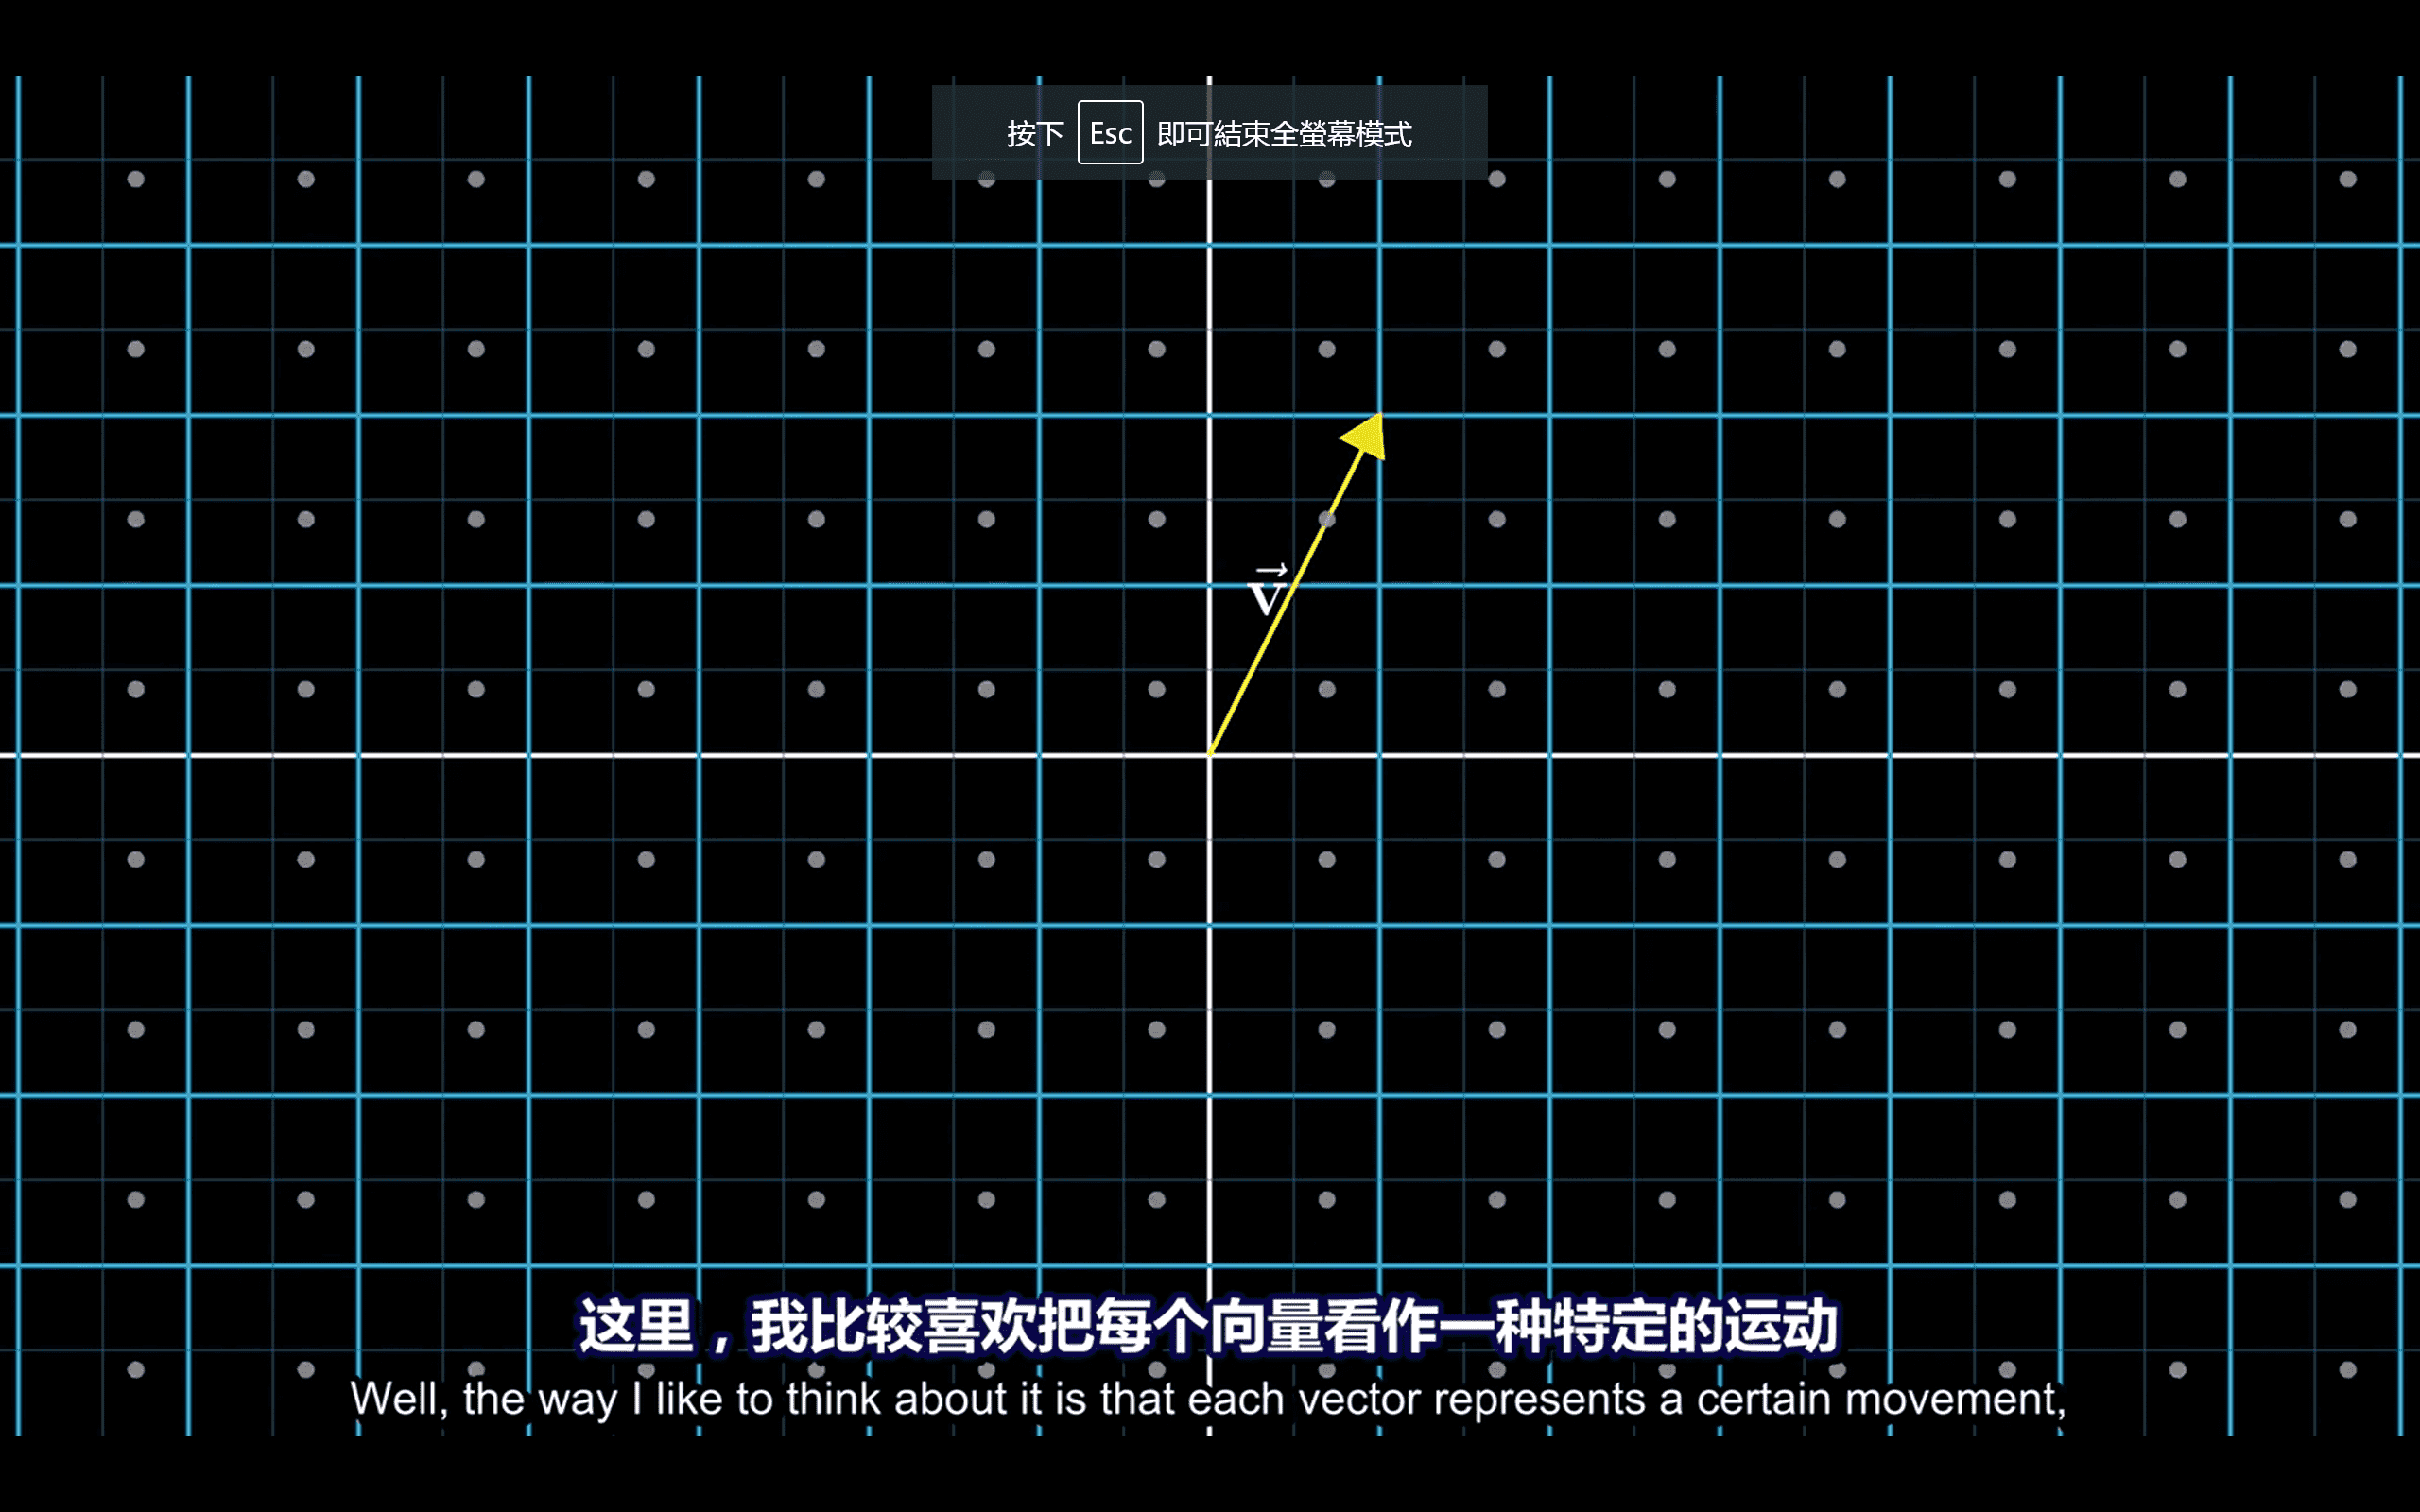 按下 Esc 即可結束全螢幕模式
v⃗
这里，我比较喜欢把每个向量看作一种特定的运动
Well, the way I like to think about it is that each vector represents a certain movement,